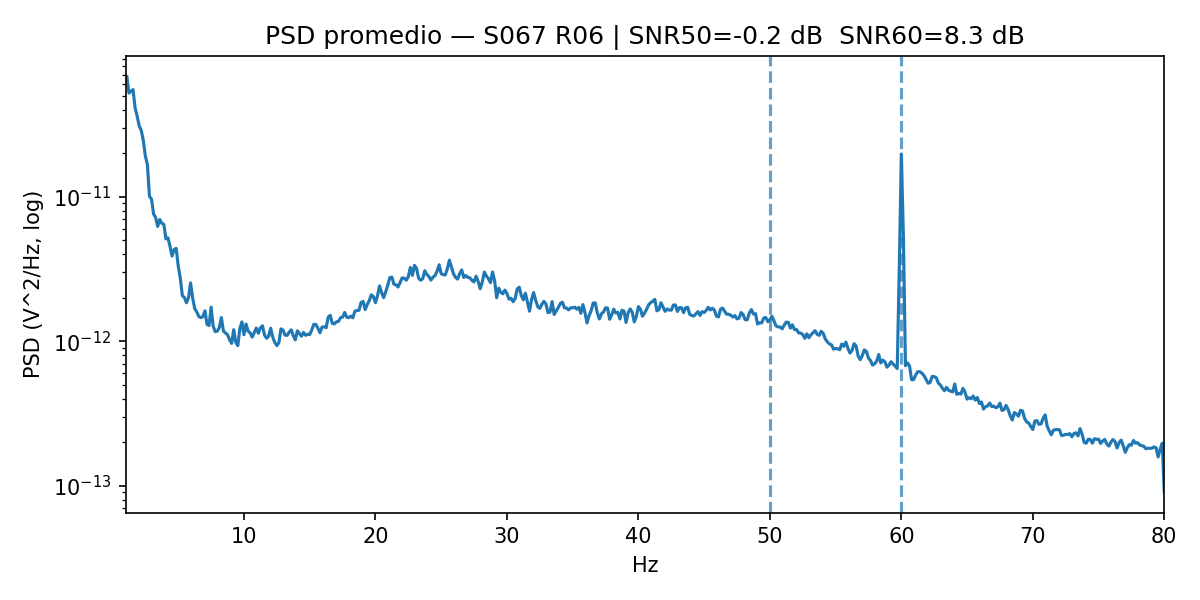 PSD promedio — S067 R06 | SNR50=-0.2 dB  SNR60=8.3 dB
PSD (V^2/Hz, log)
10⁻¹¹
10⁻¹²
10⁻¹³
10 20 30 40 50 60 70 80
Hz